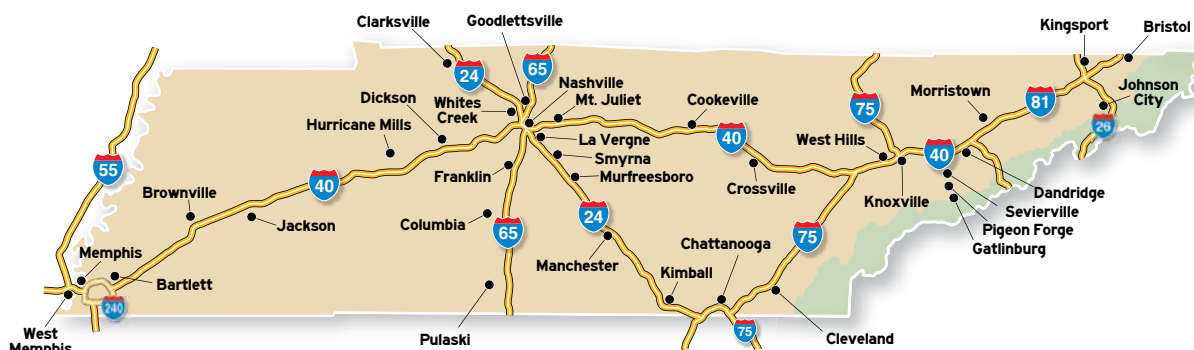 Clarksville
Goodlettsville
Kingsport
Bristol
24
65
Nashville
Mt. Juliet
Whites
Creek
Dickson
Hurricane Mills
Cookeville
75
Morristown
81
Johnson
City
26
55
La Vergne
Smyrna
Murfreesboro
Franklin
40
West Hills
40
Crossville
Knoxville
Dandridge
Sevierville
Pigeon Forge
Gatlinburg
Brownville
40
Jackson
Columbia
65
24
75
Manchester
Chattanooga
Kimball
Memphis
Bartlett
240
West
Memphis
Pulaski
75
Cleveland